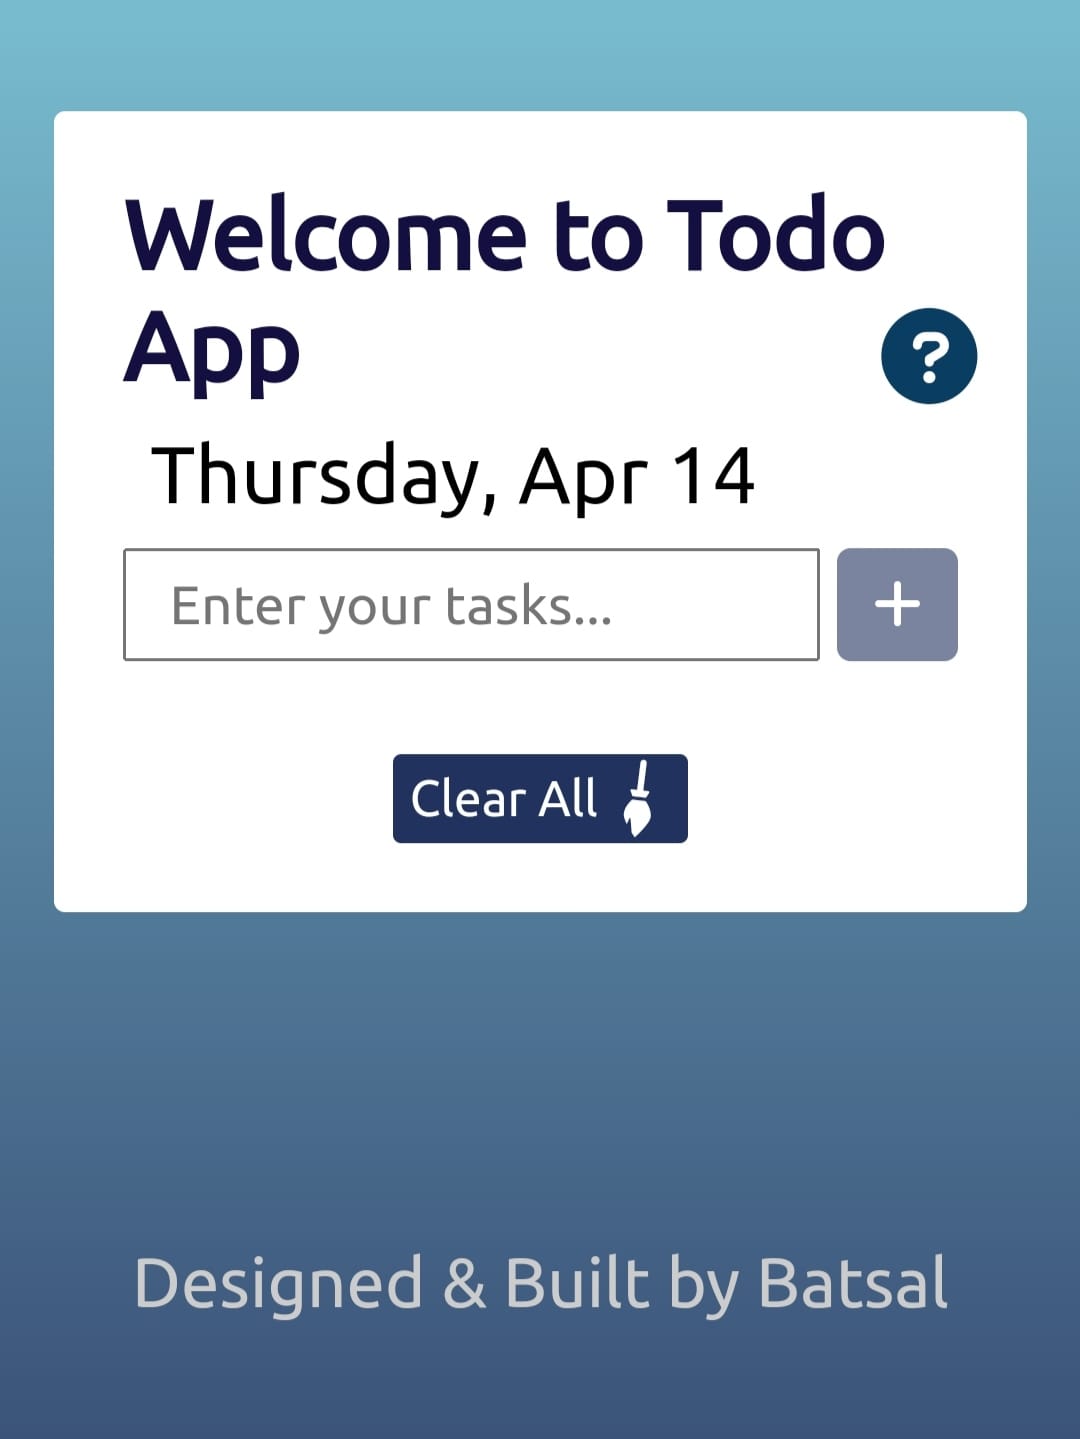 Welcome to Todo
App
?
Thursday, Apr 14
Enter your tasks...
+
Clear All
Designed & Built by Batsal